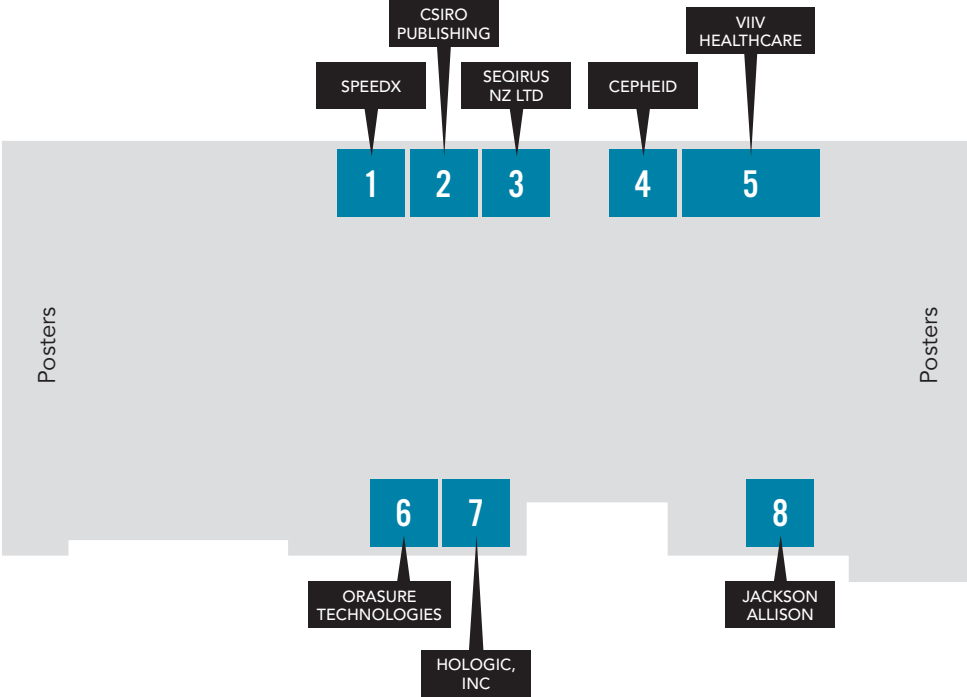 CSIRO
PUBLISHING
VIIV
HEALTHCARE
SPEEDX
SEQIRUS
NZ LTD
CEPHEID
1
2
3
4
5
Posters
Posters
6
7
8
ORASURE
TECHNOLOGIES
JACKSON
ALLISON
HOLOGIC,
INC